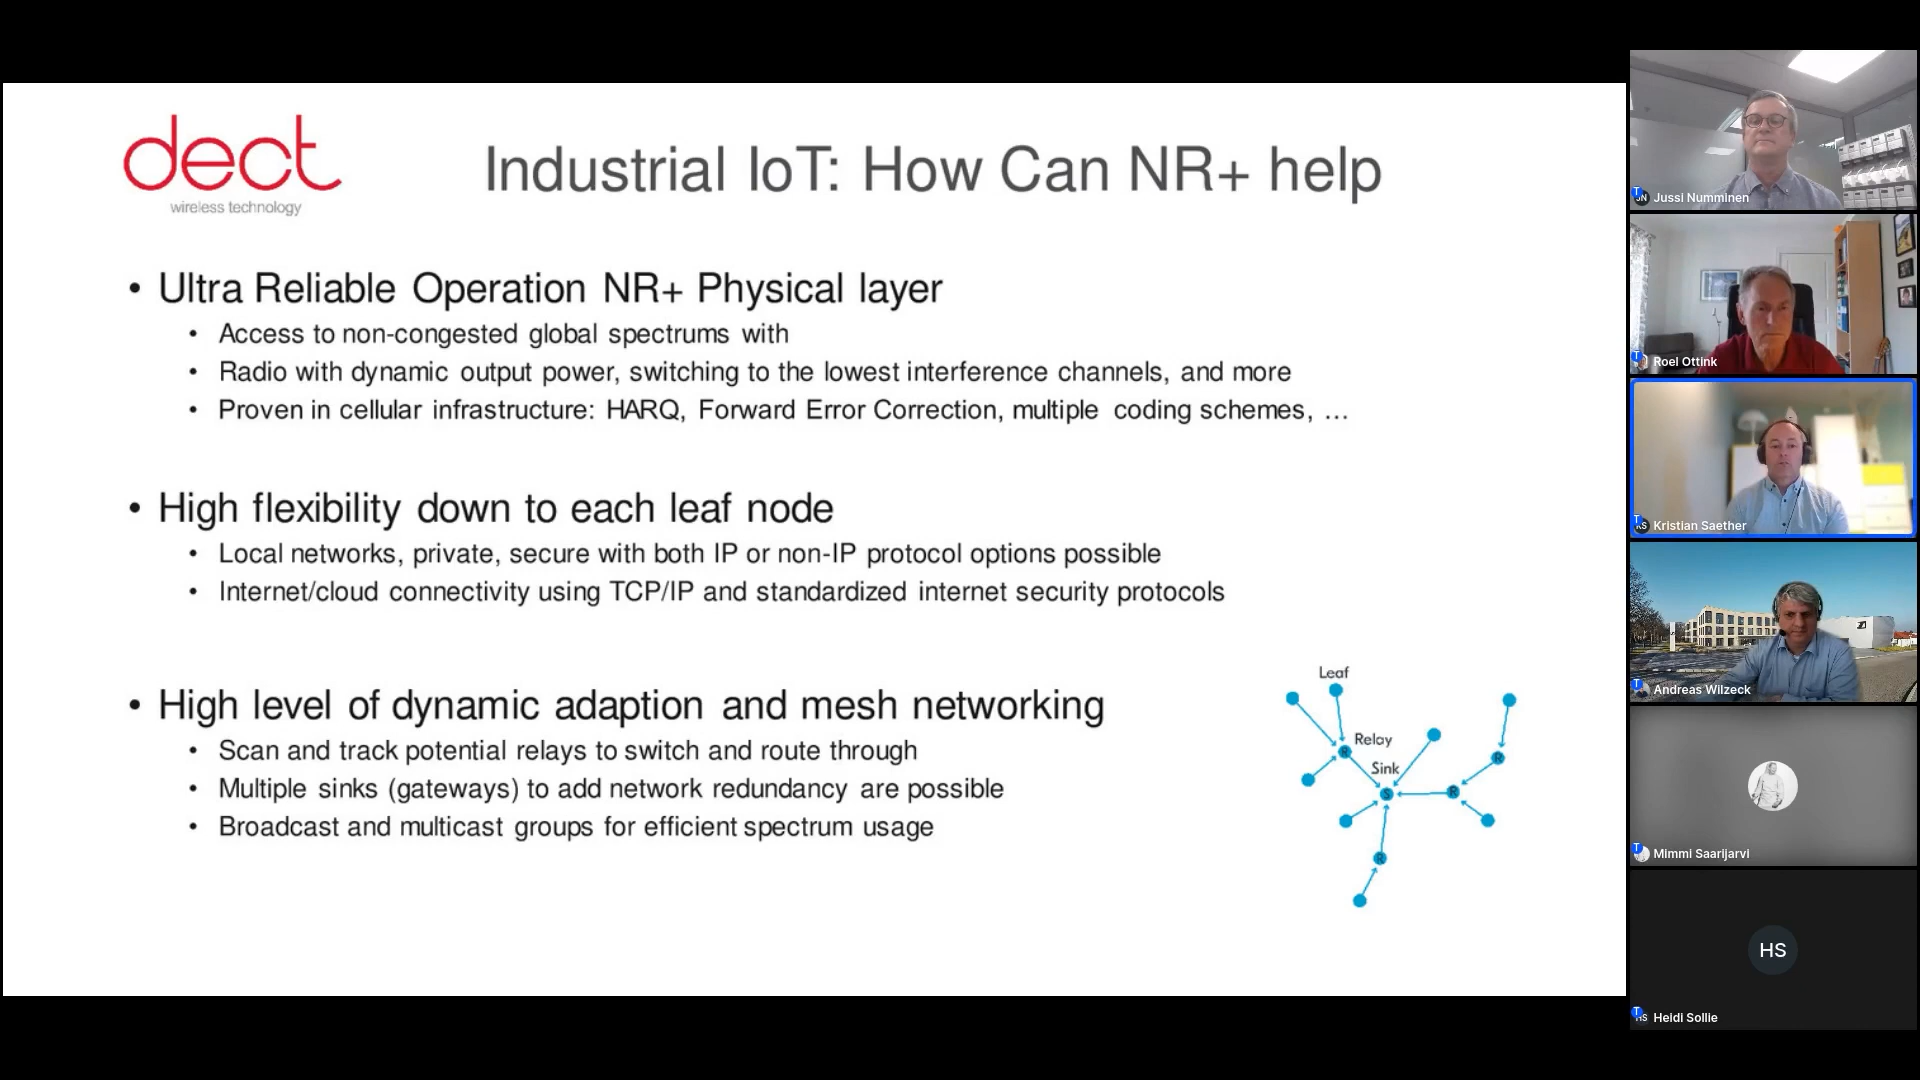 dect
wireless technology
Industrial IoT: How Can NR+ help
• Ultra Reliable Operation NR+ Physical layer
• Access to non-congested global spectrums with
• Radio with dynamic output power, switching to the lowest interference channels, and more
• Proven in cellular infrastructure: HARQ, Forward Error Correction, multiple coding schemes, ...
• High flexibility down to each leaf node
• Local networks, private, secure with both IP or non-IP protocol options possible
• Internet/cloud connectivity using TCP/IP and standardized internet security protocols
• High level of dynamic adaption and mesh networking
• Scan and track potential relays to switch and route through
• Multiple sinks (gateways) to add network redundancy are possible
• Broadcast and multicast groups for efficient spectrum usage
Leaf
Relay
Sink
R
R
S
R
R
T JN Jussi Numminen
T Roel Ottink
T KS Kristian Saether
T Andreas Wilzeck
T Mimmi Saarijarvi
HS
T HS Heidi Sollie